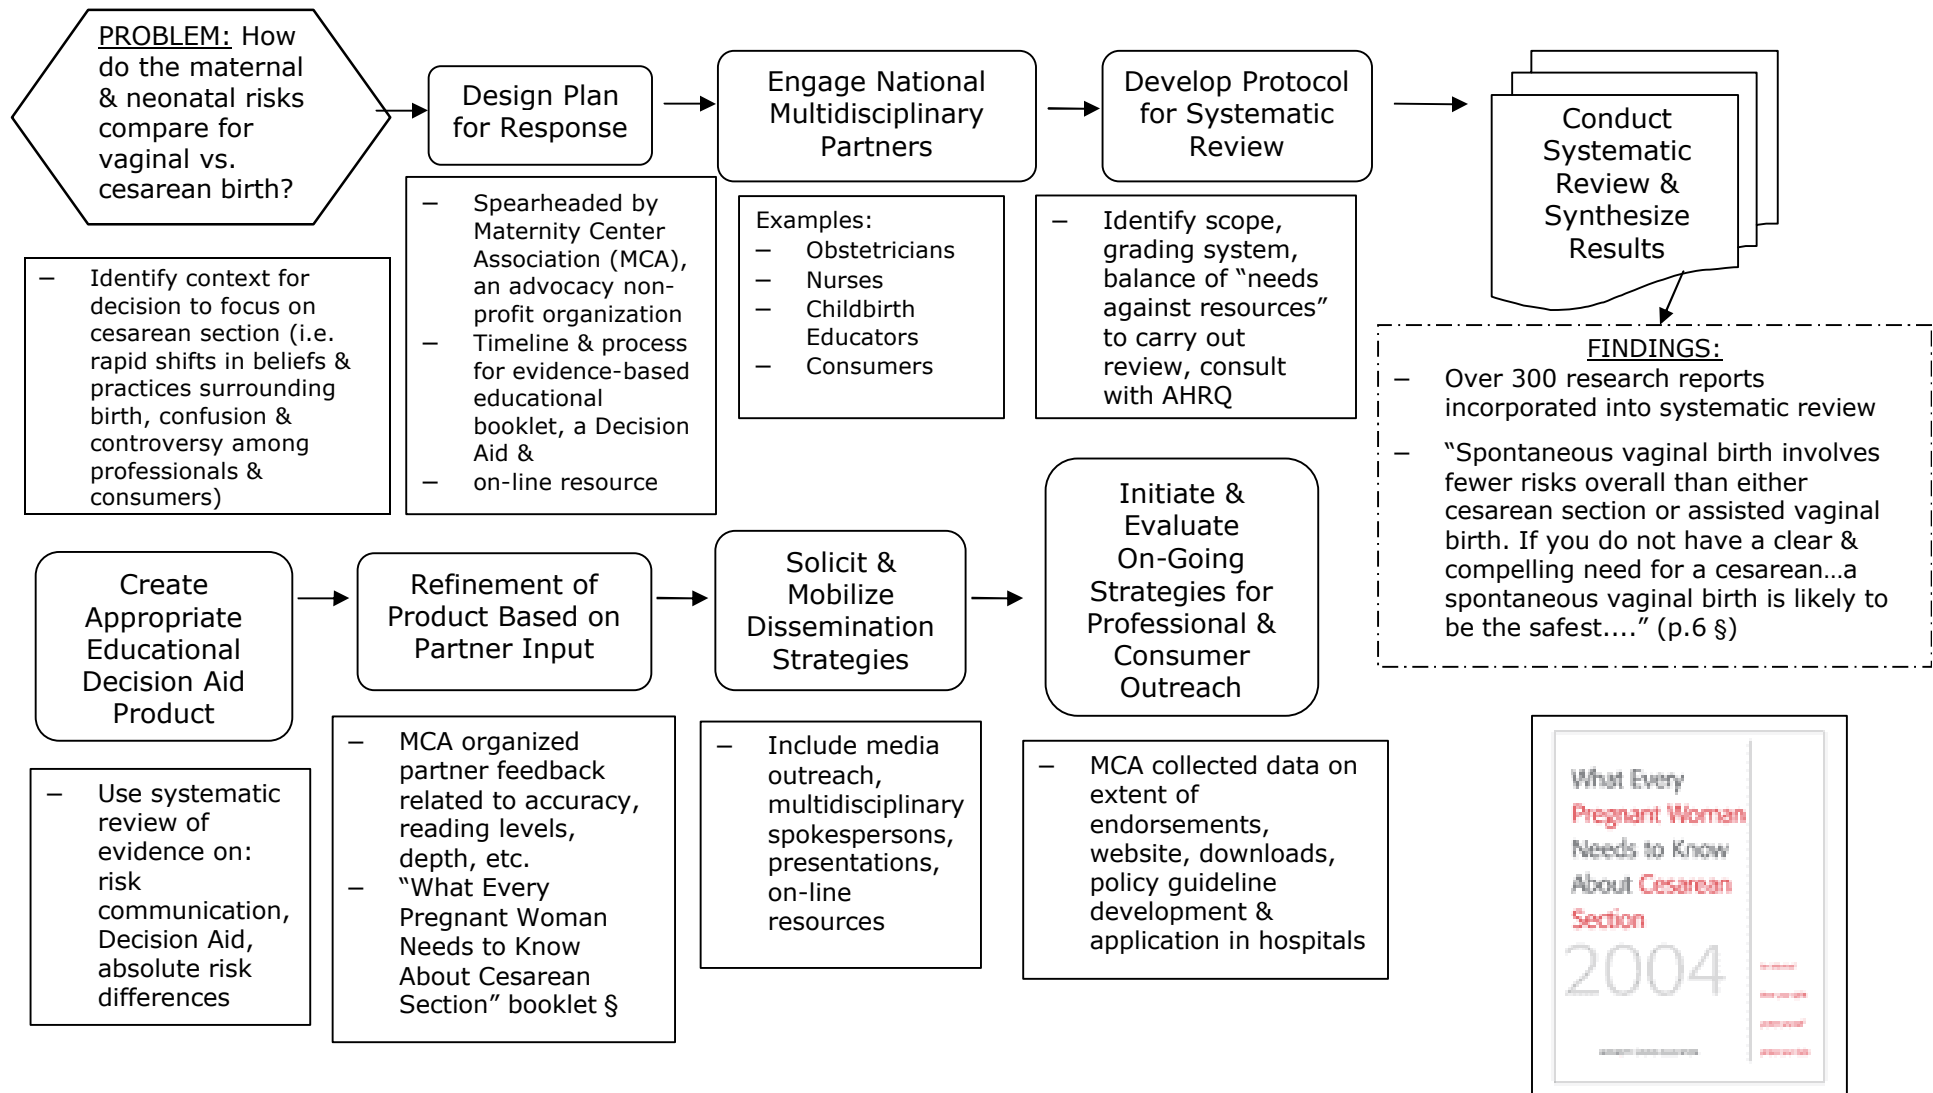 PROBLEM: How
do the maternal
& neonatal risks
compare for
vaginal vs.
cesarean birth?
Design Plan
for Response
Engage National
Multidisciplinary
Partners
Develop Protocol
for Systematic
Review
Conduct
Systematic
Review &
Synthesize
Results
– Identify context for
decision to focus on
cesarean section (i.e.
rapid shifts in beliefs &
practices surrounding
birth, confusion &
controversy among
professionals &
consumers)
– Spearheaded by
Maternity Center
Association (MCA),
an advocacy non-
profit organization
– Timeline & process
for evidence-based
educational
booklet, a Decision
Aid &
– on-line resource
Examples:
– Obstetricians
– Nurses
– Childbirth
Educators
– Consumers
– Identify scope,
grading system,
balance of “needs
against resources”
to carry out
review, consult
with AHRQ
FINDINGS:
– Over 300 research reports
incorporated into systematic review
– “Spontaneous vaginal birth involves
fewer risks overall than either
cesarean section or assisted vaginal
birth. If you do not have a clear &
compelling need for a cesarean…a
spontaneous vaginal birth is likely to
be the safest....” (p.6 §)
Create
Appropriate
Educational
Decision Aid
Product
Refinement of
Product Based on
Partner Input
Solicit &
Mobilize
Dissemination
Strategies
Initiate &
Evaluate
On-Going
Strategies for
Professional &
Consumer
Outreach
– Use systematic
review of
evidence on:
risk
communication,
Decision Aid,
absolute risk
differences
– MCA organized
partner feedback
related to accuracy,
reading levels,
depth, etc.
– “What Every
Pregnant Woman
Needs to Know
About Cesarean
Section” booklet §
– Include media
outreach,
multidisciplinary
spokespersons,
presentations,
on-line
resources
– MCA collected data on
extent of
endorsements,
website, downloads,
policy guideline
development &
application in hospitals
What Every
Pregnant Woman
Needs to Know
About Cesarean
Section
2004